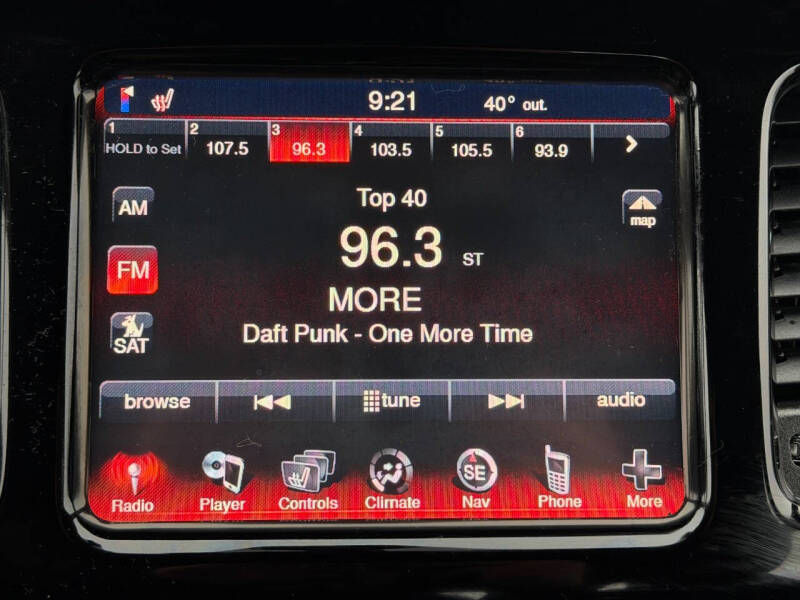 9:21 40° out.
1 2 3 4 5 6
HOLD to Set 107.5 96.3 103.5 105.5 93.9
Top 40
AM
map
96.3 ST
FM
MORE
Daft Punk - One More Time
SAT
browse tune audio
SE
Radio Player Controls Climate Nav Phone More